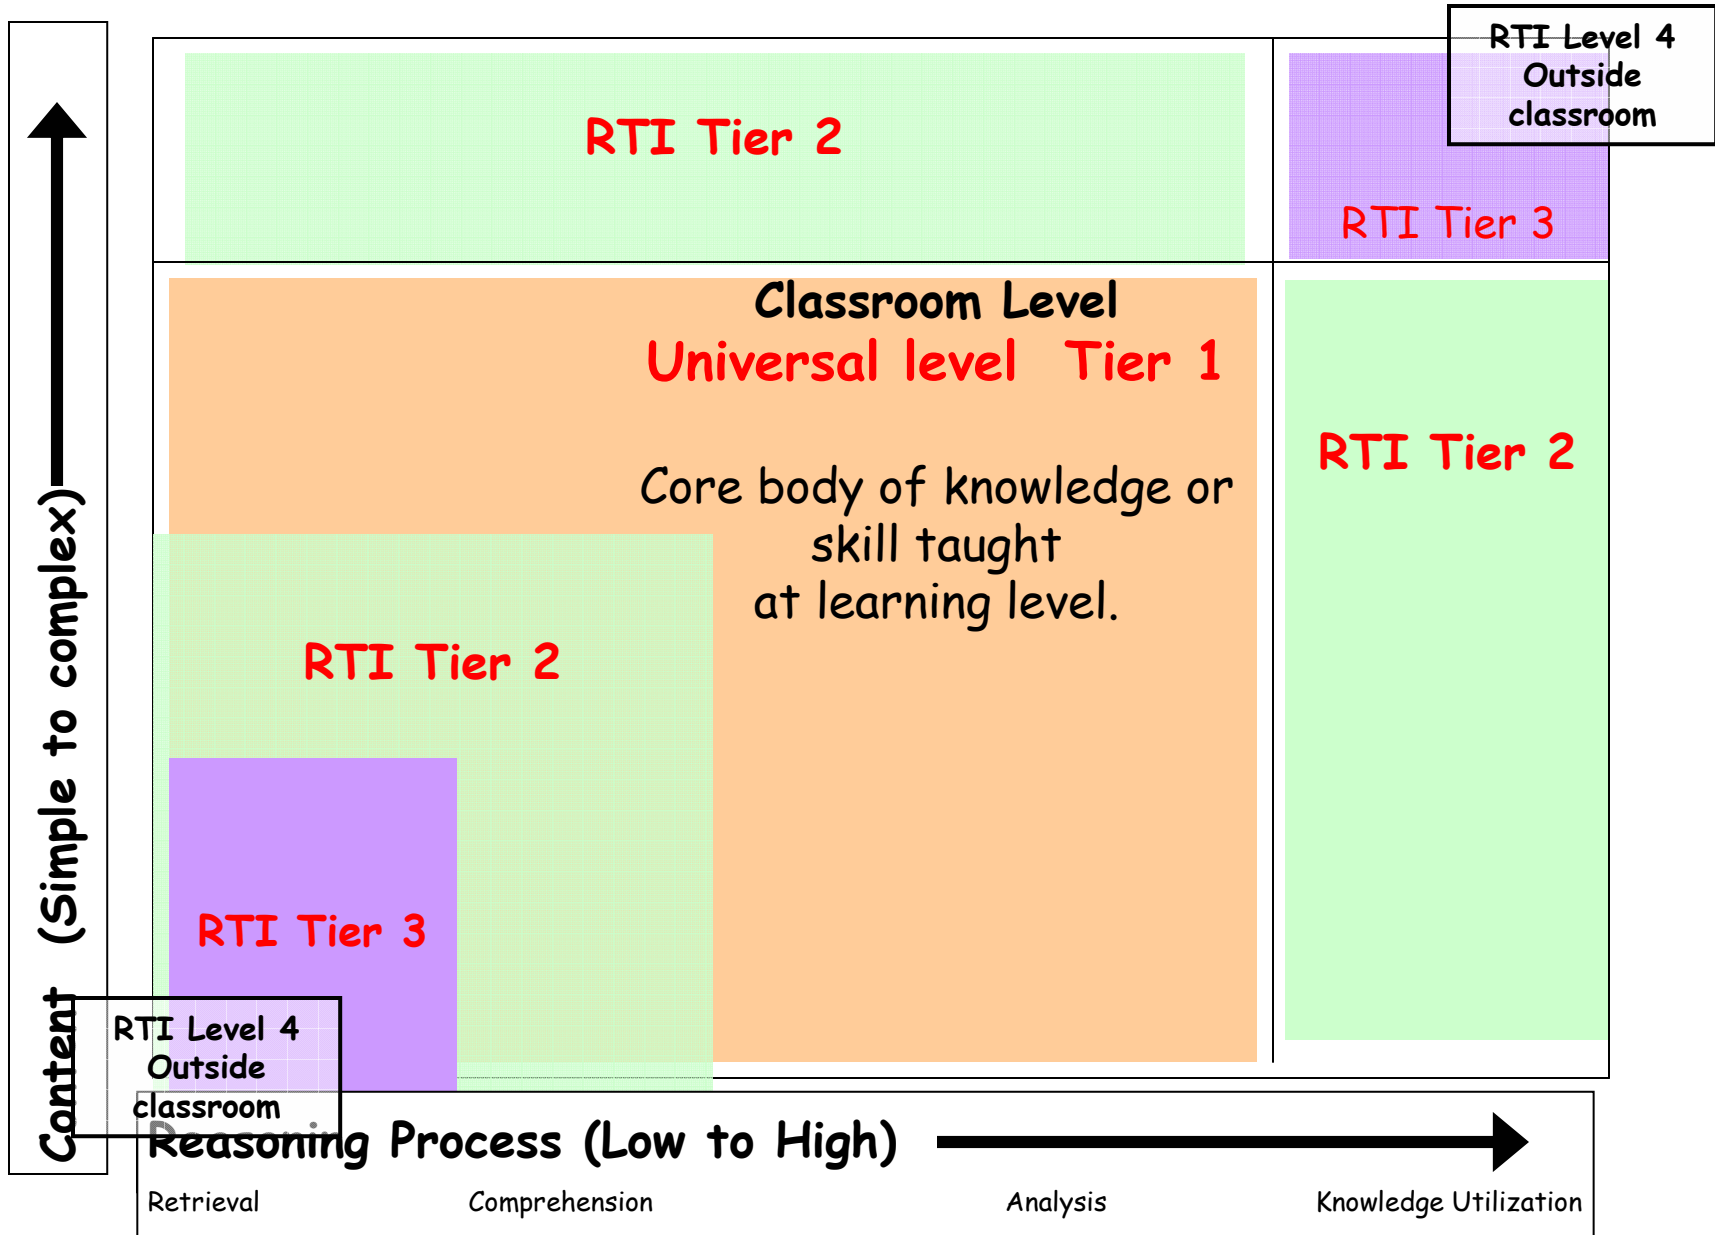 RTI Level 4
Outside
classroom
RTI Tier 2
RTI Tier 3
Classroom Level
Universal level Tier 1
Core body of knowledge or
skill taught
at learning level.
RTI Tier 2
RTI Tier 2
RTI Tier 3
RTI Level 4
Outside
classroom
Content (Simple to complex)
Reasoning Process (Low to High)
Retrieval
Comprehension
Analysis
Knowledge Utilization